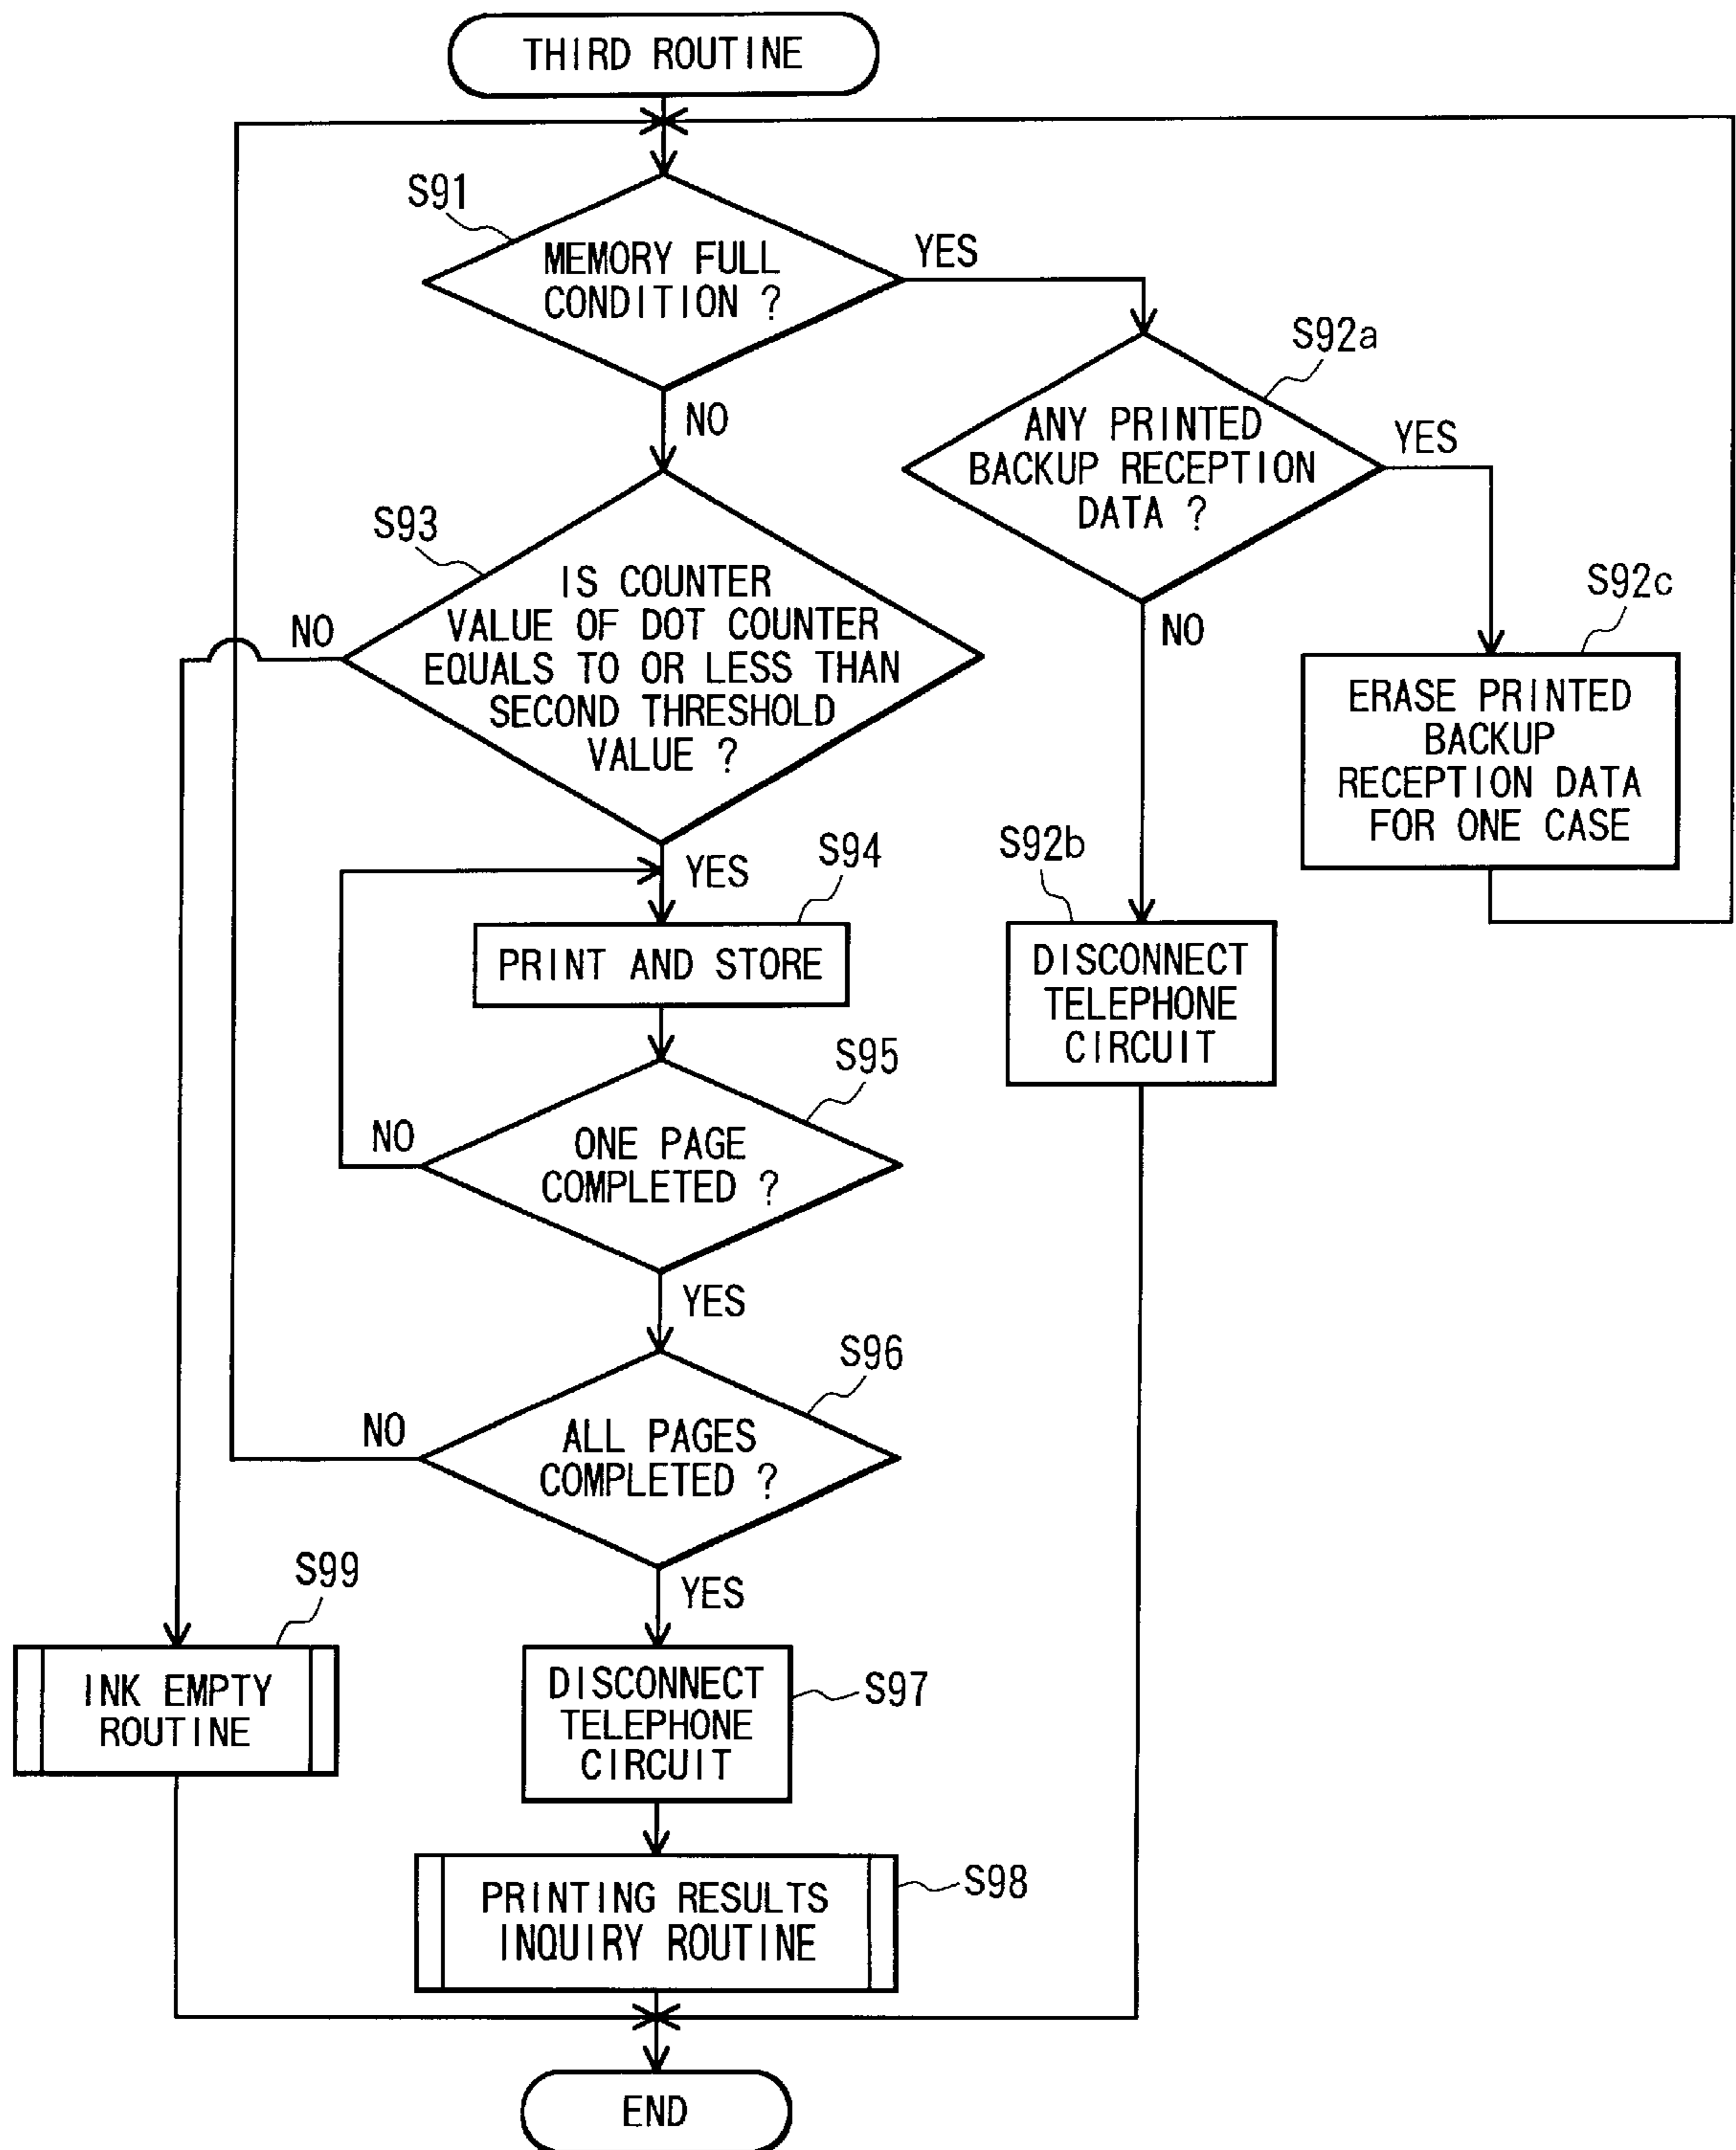 THIRD ROUTINE
S91
MEMORY FULL
CONDITION ?
YES
NO
S92a
ANY PRINTED
BACKUP RECEPTION
DATA ?
YES
NO
S92c
ERASE PRINTED
BACKUP
RECEPTION DATA
FOR ONE CASE
S93
IS COUNTER
VALUE OF DOT COUNTER
EQUALS TO OR LESS THAN
SECOND THRESHOLD
VALUE ?
NO
YES
S94
PRINT AND STORE
S92b
DISCONNECT
TELEPHONE
CIRCUIT
S95
ONE PAGE
COMPLETED ?
NO
YES
S96
ALL PAGES
COMPLETED ?
NO
YES
S99
INK EMPTY
ROUTINE
DISCONNECT
TELEPHONE
CIRCUIT
S97
PRINTING RESULTS
INQUIRY ROUTINE
S98
END